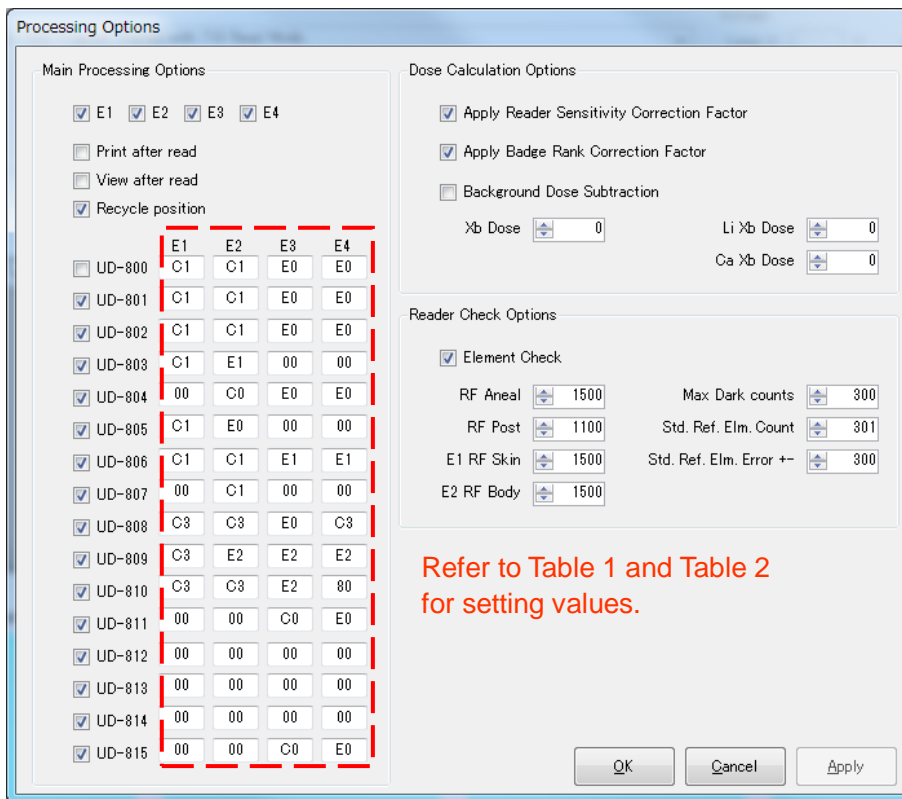 Processing Options
Main Processing Options
E1 E2 E3 E4
Print after read
View after read
Recycle position
E1 E2 E3 E4
UD-800 C1 C1 E0 E0
UD-801 C1 C1 E0 E0
UD-802 C1 C1 E0 E0
UD-803 C1 E1 00 00
UD-804 00 C0 E0 E0
UD-805 C1 E0 00 00
UD-806 C1 C1 E1 E1
UD-807 00 C1 00 00
UD-808 C3 C3 E0 C3
UD-809 C3 E2 E2 E2
UD-810 C3 C3 E2 80
UD-811 00 00 C0 E0
UD-812 00 00 00 00
UD-813 00 00 00 00
UD-814 00 00 00 00
UD-815 00 00 C0 E0
Dose Calculation Options
Apply Reader Sensitivity Correction Factor
Apply Badge Rank Correction Factor
Background Dose Subtraction
Xb Dose 0 Li Xb Dose 0
Ca Xb Dose 0
Reader Check Options
Element Check
RF Aneal 1500 Max Dark counts 300
RF Post 1100 Std. Ref. Elm. Count 301
E1 RF Skin 1500 Std. Ref. Elm. Error +- 300
E2 RF Body 1500
Refer to Table 1 and Table 2
for setting values.
OK Cancel Apply